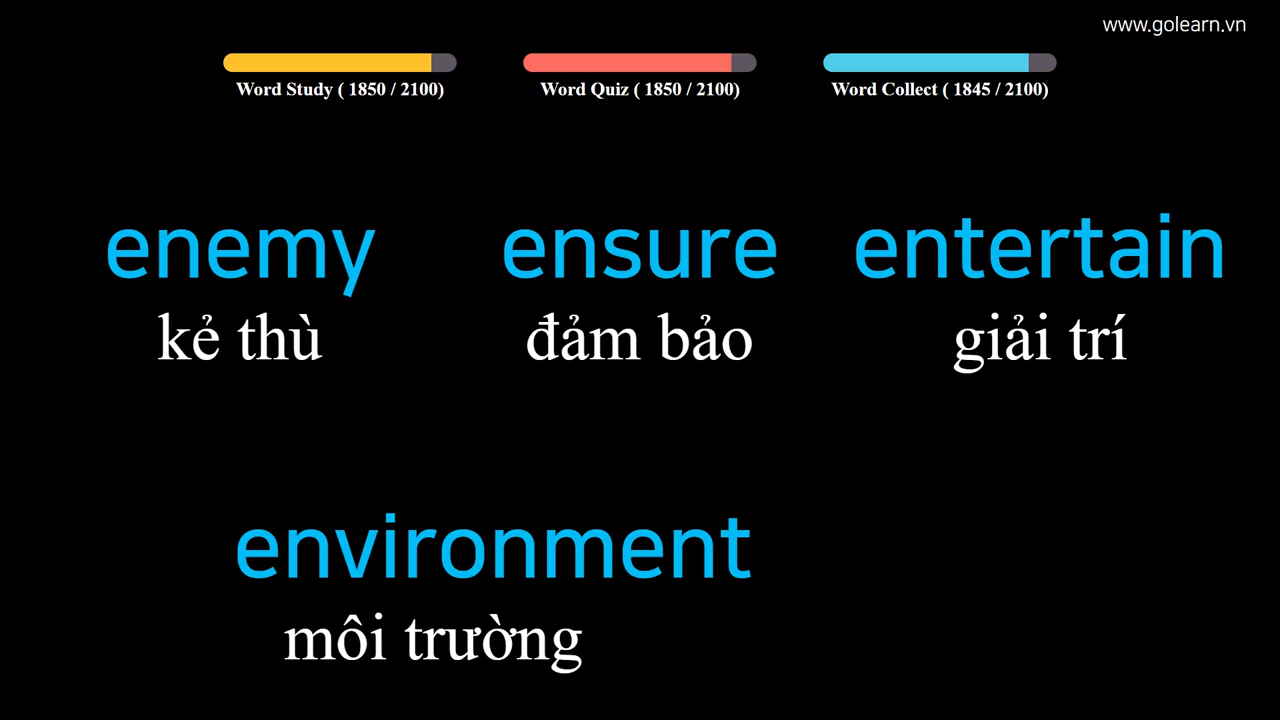 www.golearn.vn
Word Study ( 1850 / 2100)
Word Quiz ( 1850 / 2100)
Word Collect ( 1845 / 2100)
enemy
kẻ thù
ensure
đảm bảo
entertain
giải trí
environment
môi trường